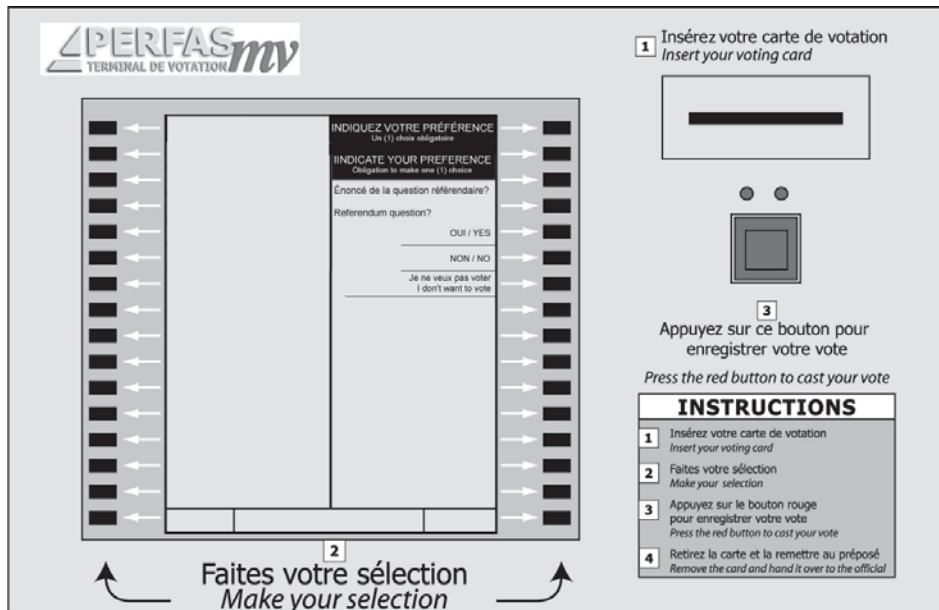 PERFAS mv
TERMINAL DE VOTATION
1 Insérez votre carte de votation
Insert your voting card
INDIQUEZ VOTRE PRÉFÉRENCE
Un (1) choix obligatoire
IINDICATE YOUR PREFERENCE
Obligation to make one (1) choice
Énoncé de la question référendaire?
Referendum question?
OUI / YES
NON / NO
Je ne veux pas voter
I don't want to vote
2
Faites votre sélection
Make your selection
3
Appuyez sur ce bouton pour
enregistrer votre vote
Press the red button to cast your vote
INSTRUCTIONS
1 Insérez votre carte de votation
Insert your voting card
2 Faites votre sélection
Make your selection
3 Appuyez sur le bouton rouge
pour enregistrer votre vote
Press the red button to cast your vote
4 Retirez la carte et la remettre au préposé
Remove the card and hand it over to the official